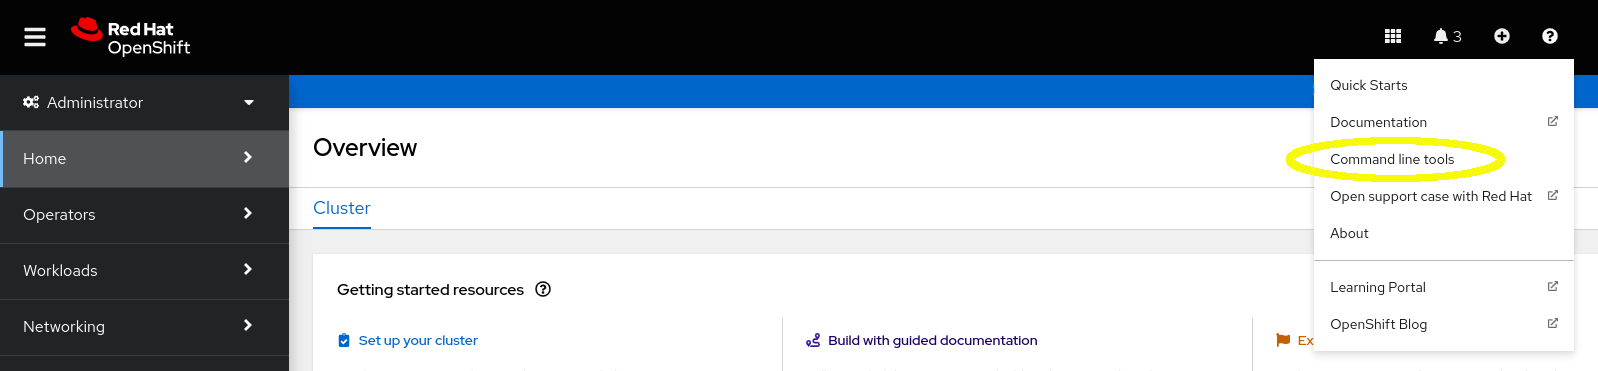 Red Hat
OpenShift
3
Administrator
Home
Operators
Workloads
Networking
Overview
Cluster
Getting started resources
Set up your cluster
Build with guided documentation
Ex
Quick Starts
Documentation
Command line tools
Open support case with Red Hat
About
Learning Portal
OpenShift Blog